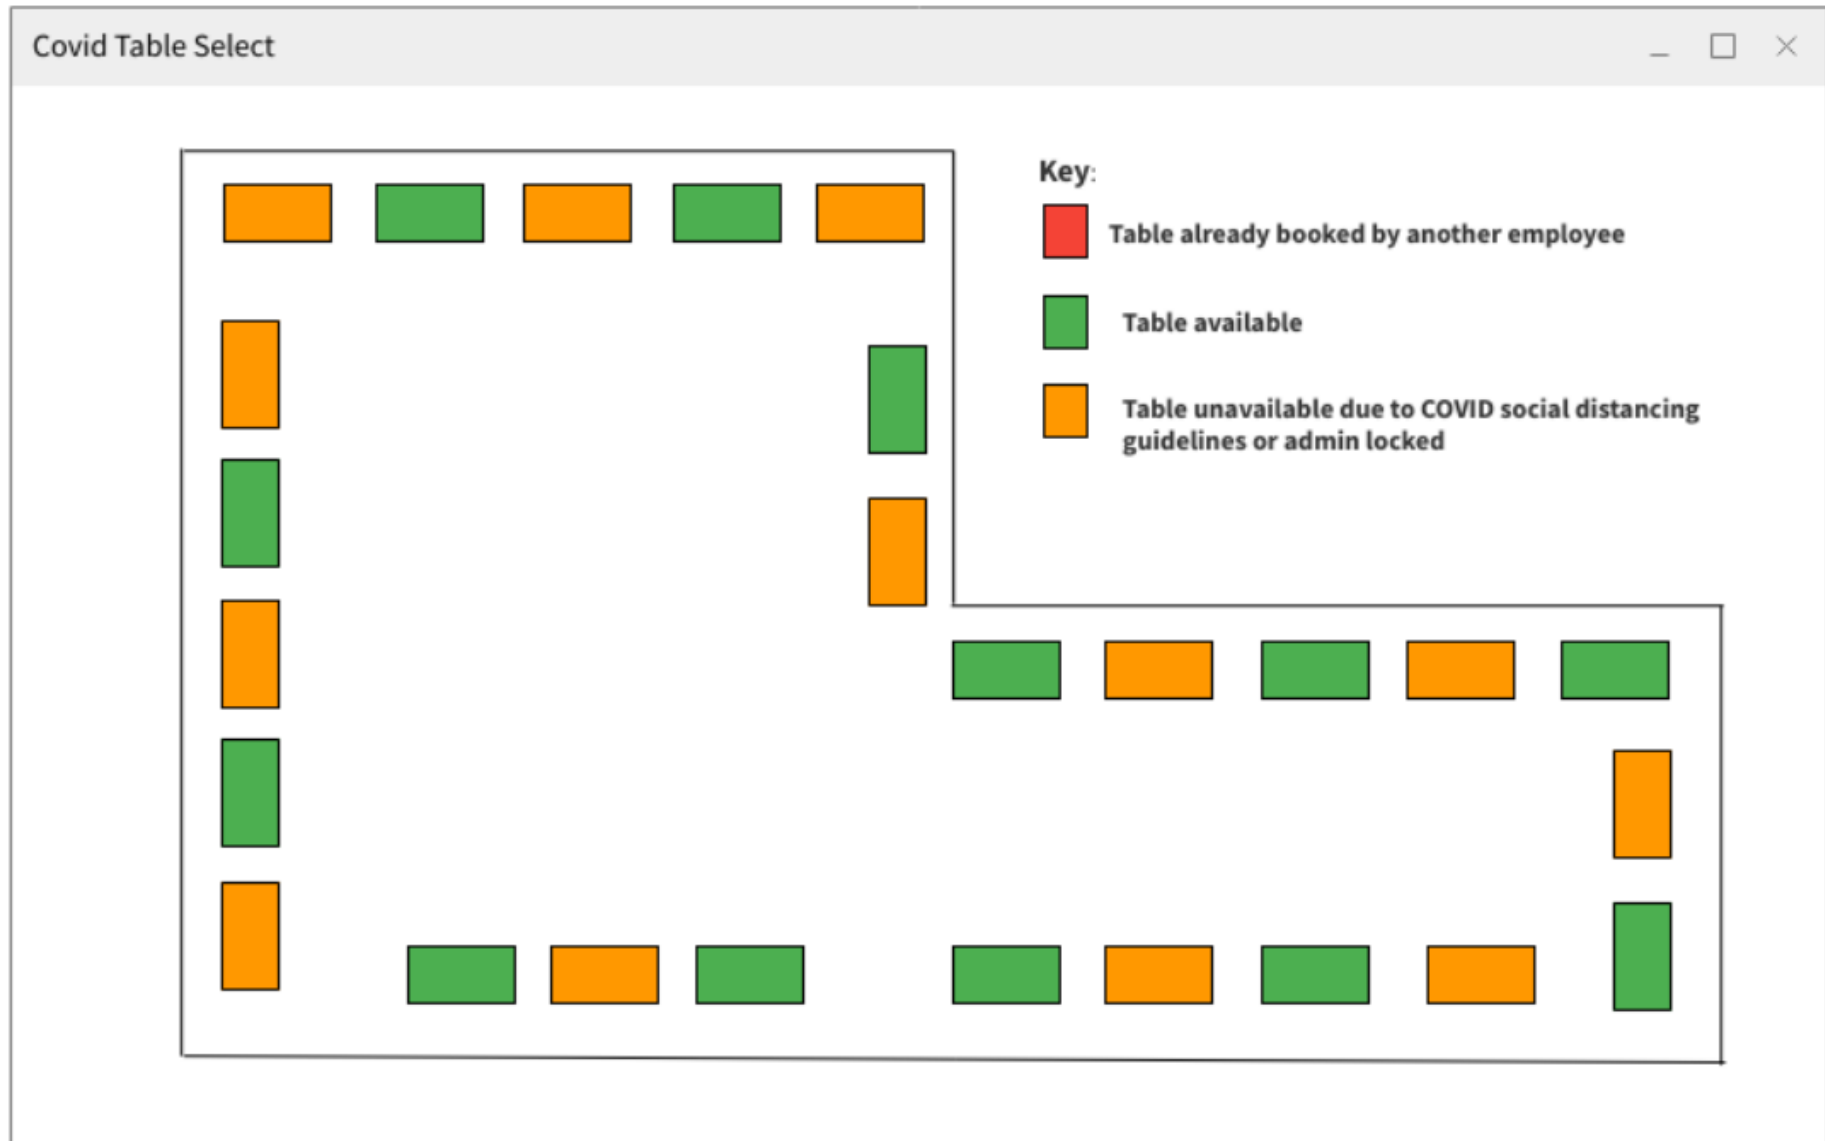 Covid Table Select
Key:
Table already booked by another employee
Table available
Table unavailable due to COVID social distancing
guidelines or admin locked